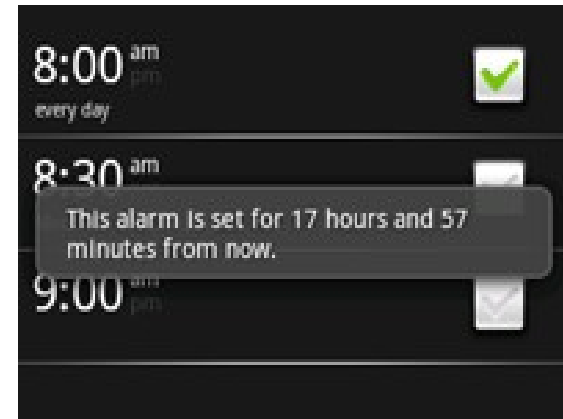 8:00 am
pm
every day
8:30 am
This alarm is set for 17 hours and 57
minutes from now.
9:00 am
pm